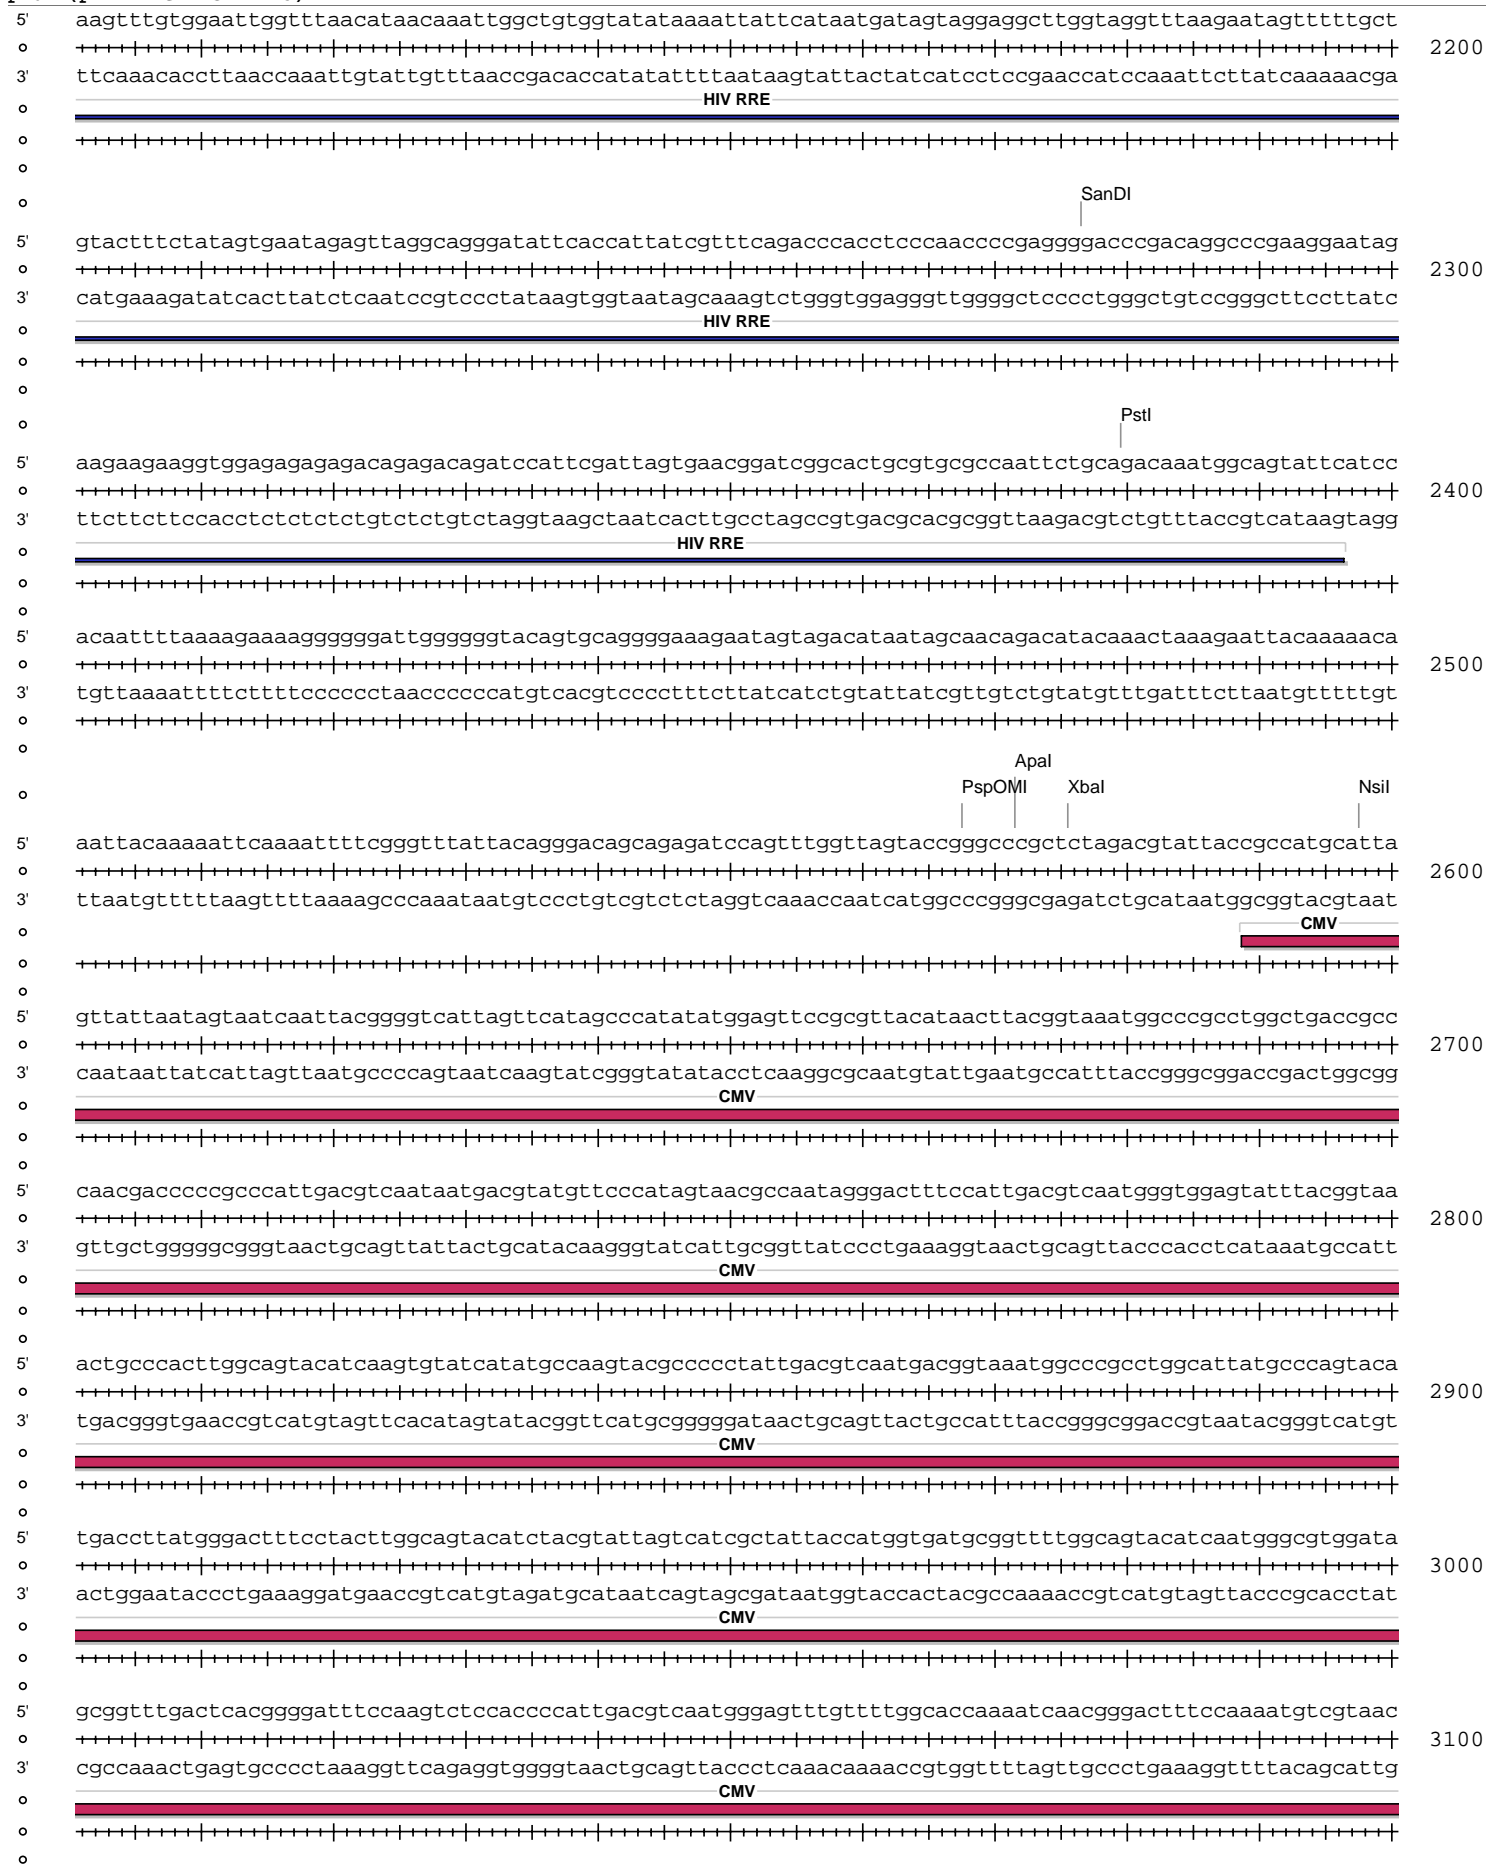 5' aagtttgtggaattggtttaacataacaaattggctgtggtatataaaattattcataatgatagtaggaggcttggtaggtttaagaatagtttttgct
2200
3' ttcaaacaccttaaccaaattgtattgtttaaccgacaccatatattttaataagtattactatcatcctccgaaccatccaaattcttatcaaaaacga
HIV RRE
SanDI
5' gtactttctatagtgaatagagttaggcagggatattcaccattatcgtttcagacccacctcccaaccccgaggggacccgacaggcccgaaggaatag
2300
3' catgaaagatatcacttatctcaatccgtccctataagtggtaatagcaaagtctgggtggagggttggggctcccctgggctgtccgggcttccttatc
HIV RRE
PstI
5' aagaagaaggtggagagagagacagagacagatccattcgattagtgaacggatcggcactgcgtgcgccaattctgcagacaaatggcagtattcatcc
2400
3' ttcttcttccacctctctctctgtctctgtctaggtaagctaatcacttgcctagccgtgacgcacgcggttaagacgtctgtttaccgtcataagtagg
HIV RRE
5' acaattttaaaagaaaaggggggattggggggtacagtgcaggggaaagaatagtagacataatagcaacagacatacaaactaaagaattacaaaaaca
2500
3' tgttaaaattttcttttcccccctaaccccccatgtcacgtcccctttcttatcatctgtattatcgttgtctgtatgtttgatttcttaatgtttttgt
ApaI
PspOMI XbaI NsiI
5' aattacaaaaattcaaaattttcgggtttattacagggacagcagagatccagtttggttagtaccgggcccgctctagacgtattaccgccatgcatta
2600
3' ttaatgtttttaagttttaaaagcccaaataatgtccctgtcgtctctaggtcaaaccaatcatggcccgggcgagatctgcataatggcggtacgtaat
CMV
5' gttattaatagtaatcaattacggggtcattagttcatagcccatatatggagttccgcgttacataacttacggtaaatggcccgcctggctgaccgcc
2700
3' caataattatcattagttaatgccccagtaatcaagtatcgggtatatacctcaaggcgcaatgtattgaatgccatttaccgggcggaccgactggcgg
CMV
5' caacgacccccgcccattgacgtcaataatgacgtatgttcccatagtaacgccaatagggactttccattgacgtcaatgggtggagtatttacggtaa
2800
3' gttgctgggggcgggtaactgcagttattactgcatacaagggtatcattgcggttatccctgaaaggtaactgcagttacccacctcataaatgccatt
CMV
5' actgcccacttggcagtacatcaagtgtatcatatgccaagtacgccccctattgacgtcaatgacggtaaatggcccgcctggcattatgcccagtaca
2900
3' tgacgggtgaaccgtcatgtagttcacatagtatacggttcatgcgggggataactgcagttactgccatttaccgggcggaccgtaatacgggtcatgt
CMV
5' tgaccttatgggactttcctacttggcagtacatctacgtattagtcatcgctattaccatggtgatgcggttttggcagtacatcaatgggcgtggata
3000
3' actggaataccctgaaaggatgaaccgtcatgtagatgcataatcagtagcgataatggtaccactacgccaaaaccgtcatgtagttacccgcacctat
CMV
5' gcggtttgactcacggggatttccaagtctccaccccattgacgtcaatgggagtttgttttggcaccaaaatcaacgggactttccaaaatgtcgtaac
3100
3' cgccaaactgagtgcccctaaaggttcagaggtggggtaactgcagttaccctcaaacaaaaccgtggttttagttgccctgaaaggttttacagcattg
CMV